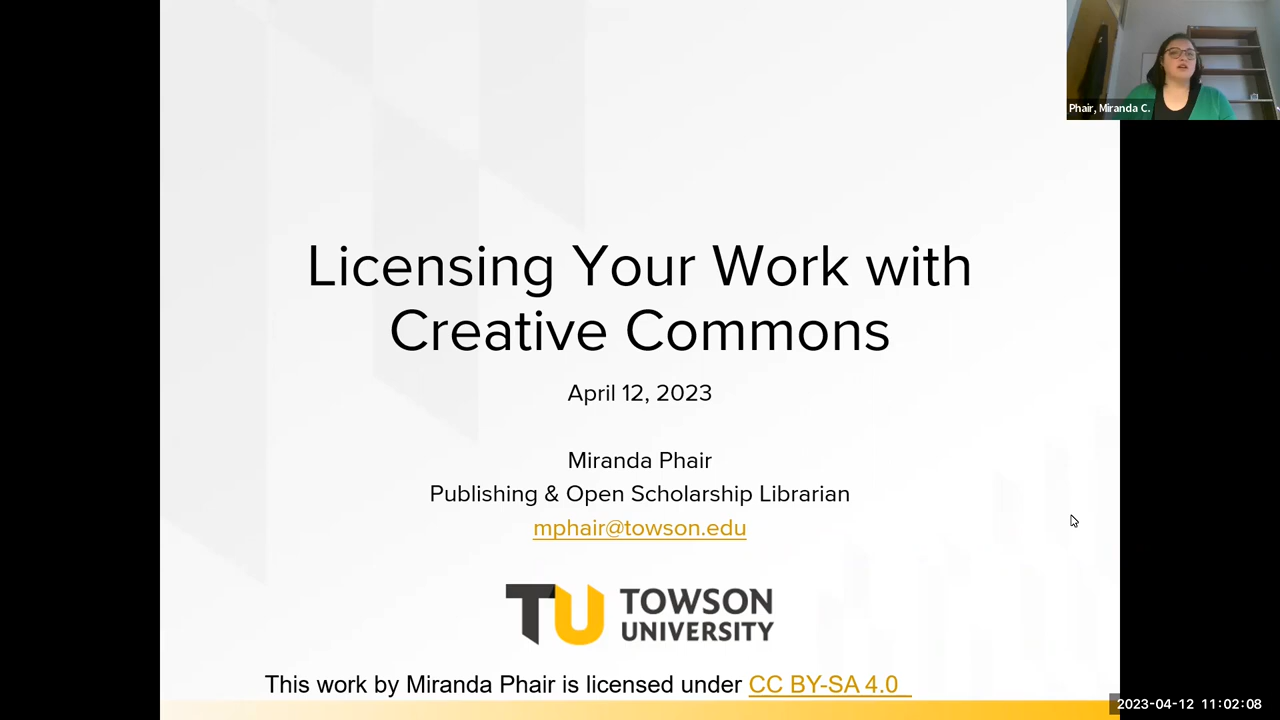 Phair, Miranda C.
Licensing Your Work with
Creative Commons
April 12, 2023
Miranda Phair
Publishing & Open Scholarship Librarian
mphair@towson.edu
TU TOWSON
UNIVERSITY
This work by Miranda Phair is licensed under CC BY-SA 4.0
2023-04-12 11:02:08